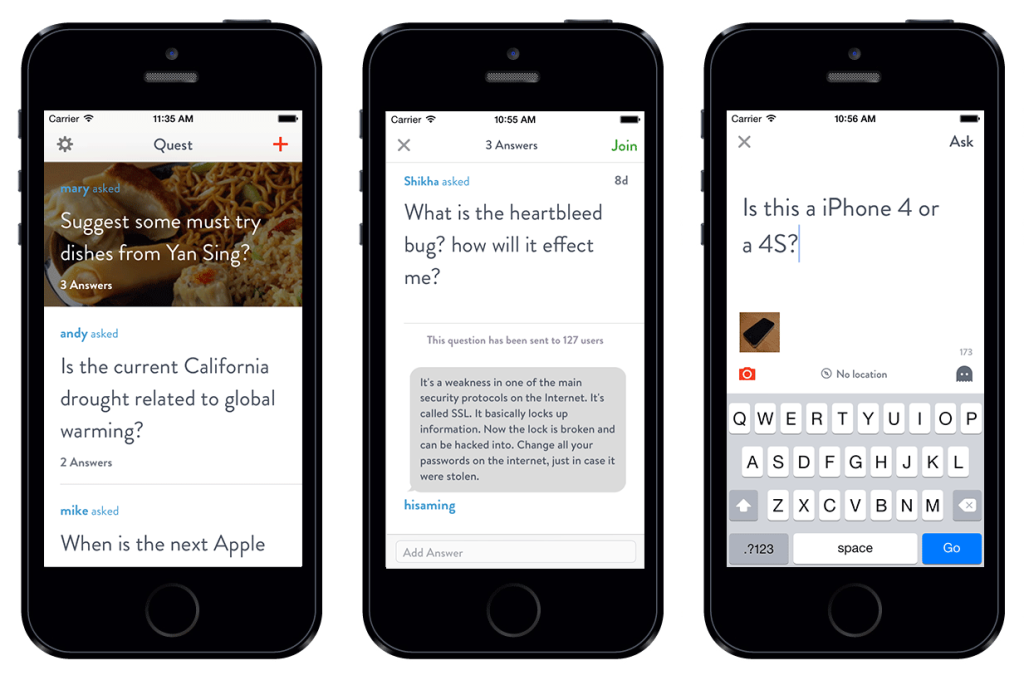 Carrier 11:35 AM
Quest
mary asked
Suggest some must try
dishes from Yan Sing?
3 Answers
andy asked
Is the current California
drought related to global
warming?
2 Answers
mike asked
When is the next Apple
Carrier 10:55 AM
3 Answers Join
Shikha asked 8d
What is the heartbleed
bug? how will it effect
me?
This question has been sent to 127 users
It's a weakness in one of the main
security protocols on the Internet. It's
called SSL. It basically locks up
information. Now the lock is broken and
can be hacked into. Change all your
passwords on the internet, just in case it
were stolen.
hisaming
Add Answer
Carrier 10:56 AM
Ask
Is this a iPhone 4 or
a 4S?
173
No location
Q W E R T Y U I O P
A S D F G H J K L
Z X C V B N M
.?123 space Go